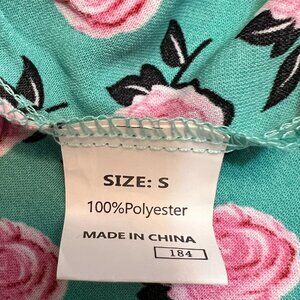 SIZE: S
100%Polyester
MADE IN CHINA
184